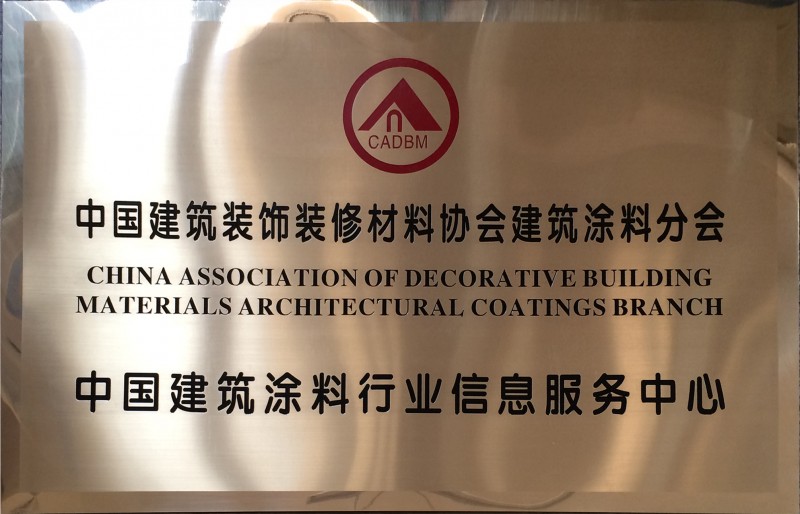 CADBM
中国建筑装饰装修材料协会建筑涂料分会
CHINA ASSOCIATION OF DECORATIVE BUILDING
MATERIALS ARCHITECTURAL COATINGS BRANCH
中国建筑涂料行业信息服务中心